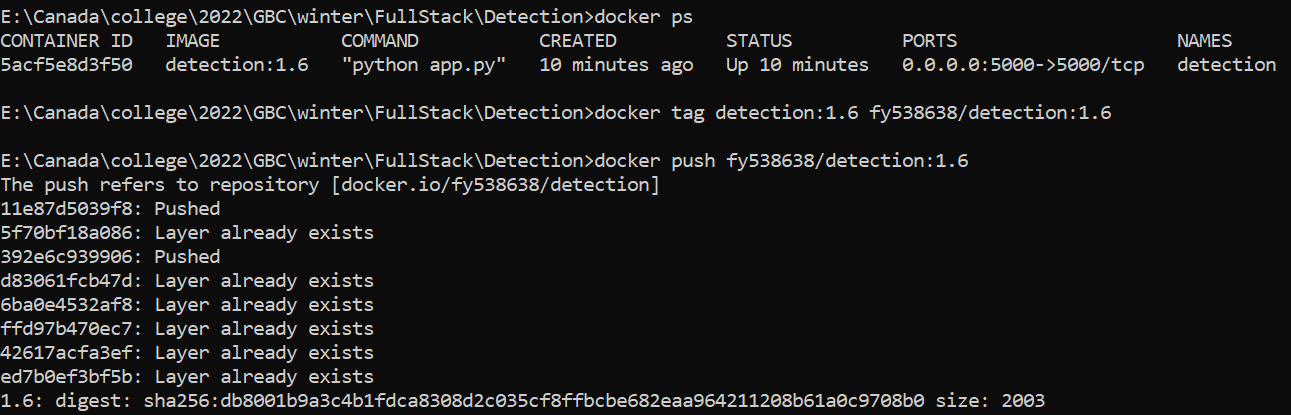 E:\Canada\college\2022\GBC\winter\FullStack\Detection>docker ps
CONTAINER ID   IMAGE           COMMAND           CREATED          STATUS          PORTS                    NAMES
5acf5e8d3f50   detection:1.6   "python app.py"   10 minutes ago   Up 10 minutes   0.0.0.0:5000->5000/tcp   detection
E:\Canada\college\2022\GBC\winter\FullStack\Detection>docker tag detection:1.6 fy538638/detection:1.6
E:\Canada\college\2022\GBC\winter\FullStack\Detection>docker push fy538638/detection:1.6
The push refers to repository [docker.io/fy538638/detection]
11e87d5039f8: Pushed
5f70bf18a086: Layer already exists
392e6c939906: Pushed
d83061fcb47d: Layer already exists
6ba0e4532af8: Layer already exists
ffd97b470ec7: Layer already exists
42617acfa3ef: Layer already exists
ed7b0ef3bf5b: Layer already exists
1.6: digest: sha256:db8001b9a3c4b1fdca8308d2c035cf8ffbcbe682eaa964211208b61a0c9708b0 size: 2003